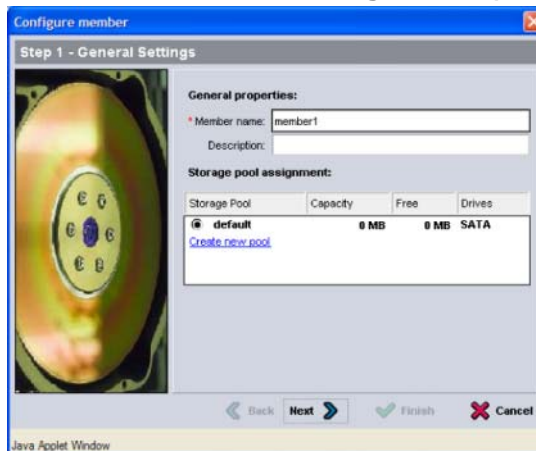 Configure member
Step 1 - General Settings
General properties:
* Member name: member1
Description:
Storage pool assignment:
Storage Pool Capacity Free Drives
default 0 MB 0 MB SATA
Create new pool
Back Next Finish Cancel
Java Applet Window